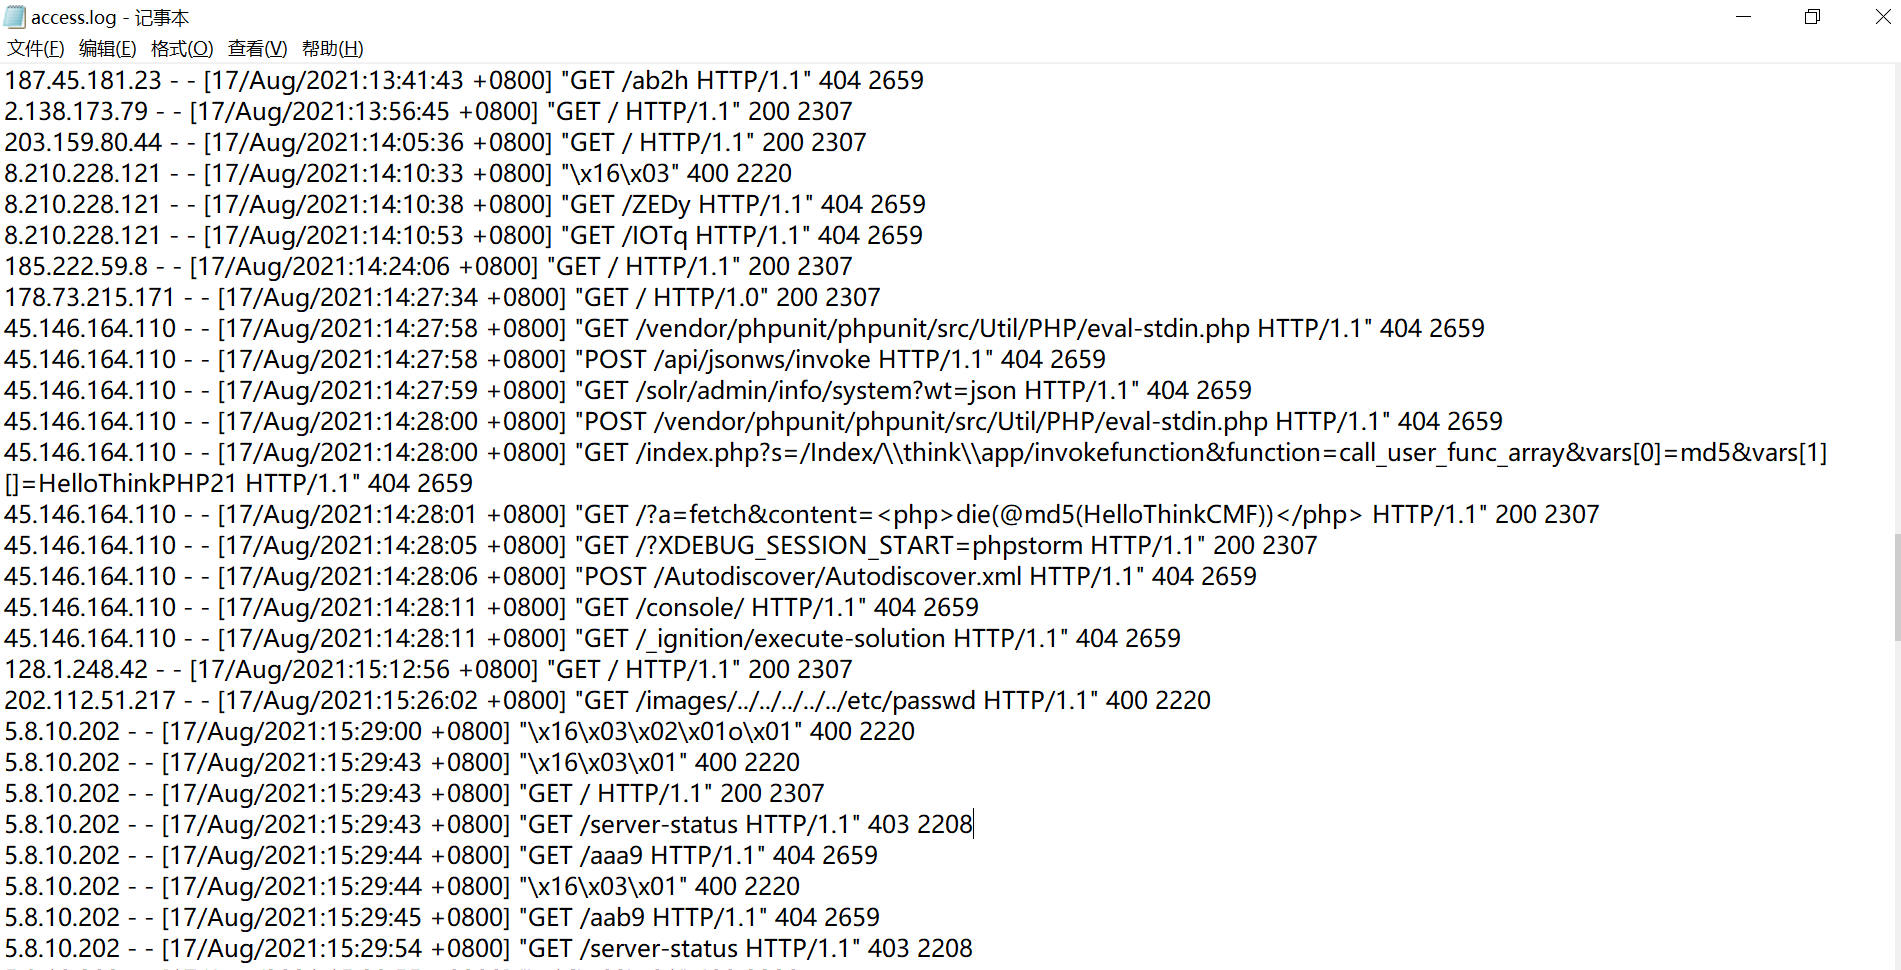 access.log - 记事本
文件(F) 编辑(E) 格式(O) 查看(V) 帮助(H)
187.45.181.23 - - [17/Aug/2021:13:41:43 +0800] "GET /ab2h HTTP/1.1" 404 2659
2.138.173.79 - - [17/Aug/2021:13:56:45 +0800] "GET / HTTP/1.1" 200 2307
203.159.80.44 - - [17/Aug/2021:14:05:36 +0800] "GET / HTTP/1.1" 200 2307
8.210.228.121 - - [17/Aug/2021:14:10:33 +0800] "\x16\x03" 400 2220
8.210.228.121 - - [17/Aug/2021:14:10:38 +0800] "GET /ZEDy HTTP/1.1" 404 2659
8.210.228.121 - - [17/Aug/2021:14:10:53 +0800] "GET /IOTq HTTP/1.1" 404 2659
185.222.59.8 - - [17/Aug/2021:14:24:06 +0800] "GET / HTTP/1.1" 200 2307
178.73.215.171 - - [17/Aug/2021:14:27:34 +0800] "GET / HTTP/1.0" 200 2307
45.146.164.110 - - [17/Aug/2021:14:27:58 +0800] "GET /vendor/phpunit/phpunit/src/Util/PHP/eval-stdin.php HTTP/1.1" 404 2659
45.146.164.110 - - [17/Aug/2021:14:27:58 +0800] "POST /api/jsonws/invoke HTTP/1.1" 404 2659
45.146.164.110 - - [17/Aug/2021:14:27:59 +0800] "GET /solr/admin/info/system?wt=json HTTP/1.1" 404 2659
45.146.164.110 - - [17/Aug/2021:14:28:00 +0800] "POST /vendor/phpunit/phpunit/src/Util/PHP/eval-stdin.php HTTP/1.1" 404 2659
45.146.164.110 - - [17/Aug/2021:14:28:00 +0800] "GET /index.php?s=/Index/\\think\\app/invokefunction&function=call_user_func_array&vars[0]=md5&vars[1]
[]=HelloThinkPHP21 HTTP/1.1" 404 2659
45.146.164.110 - - [17/Aug/2021:14:28:01 +0800] "GET /?a=fetch&content=<php>die(@md5(HelloThinkCMF))</php> HTTP/1.1" 200 2307
45.146.164.110 - - [17/Aug/2021:14:28:05 +0800] "GET /?XDEBUG_SESSION_START=phpstorm HTTP/1.1" 200 2307
45.146.164.110 - - [17/Aug/2021:14:28:06 +0800] "POST /Autodiscover/Autodiscover.xml HTTP/1.1" 404 2659
45.146.164.110 - - [17/Aug/2021:14:28:11 +0800] "GET /console/ HTTP/1.1" 404 2659
45.146.164.110 - - [17/Aug/2021:14:28:11 +0800] "GET /_ignition/execute-solution HTTP/1.1" 404 2659
128.1.248.42 - - [17/Aug/2021:15:12:56 +0800] "GET / HTTP/1.1" 200 2307
202.112.51.217 - - [17/Aug/2021:15:26:02 +0800] "GET /images/../../../../../../etc/passwd HTTP/1.1" 400 2220
5.8.10.202 - - [17/Aug/2021:15:29:00 +0800] "\x16\x03\x02\x01o\x01" 400 2220
5.8.10.202 - - [17/Aug/2021:15:29:43 +0800] "\x16\x03\x01" 400 2220
5.8.10.202 - - [17/Aug/2021:15:29:43 +0800] "GET / HTTP/1.1" 200 2307
5.8.10.202 - - [17/Aug/2021:15:29:43 +0800] "GET /server-status HTTP/1.1" 403 2208
5.8.10.202 - - [17/Aug/2021:15:29:44 +0800] "GET /aaa9 HTTP/1.1" 404 2659
5.8.10.202 - - [17/Aug/2021:15:29:44 +0800] "\x16\x03\x01" 400 2220
5.8.10.202 - - [17/Aug/2021:15:29:45 +0800] "GET /aab9 HTTP/1.1" 404 2659
5.8.10.202 - - [17/Aug/2021:15:29:54 +0800] "GET /server-status HTTP/1.1" 403 2208